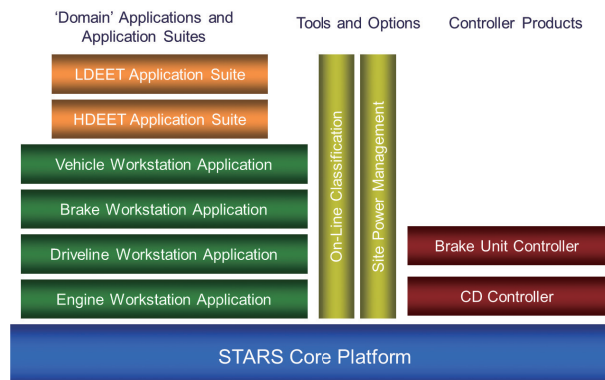 ‘Domain’ Applications and
Application Suites
Tools and Options
Controller Products
LDEET Application Suite
HDEET Application Suite
Vehicle Workstation Application
Brake Workstation Application
Driveline Workstation Application
Engine Workstation Application
On-Line Classification
Site Power Management
Brake Unit Controller
CD Controller
STARS Core Platform